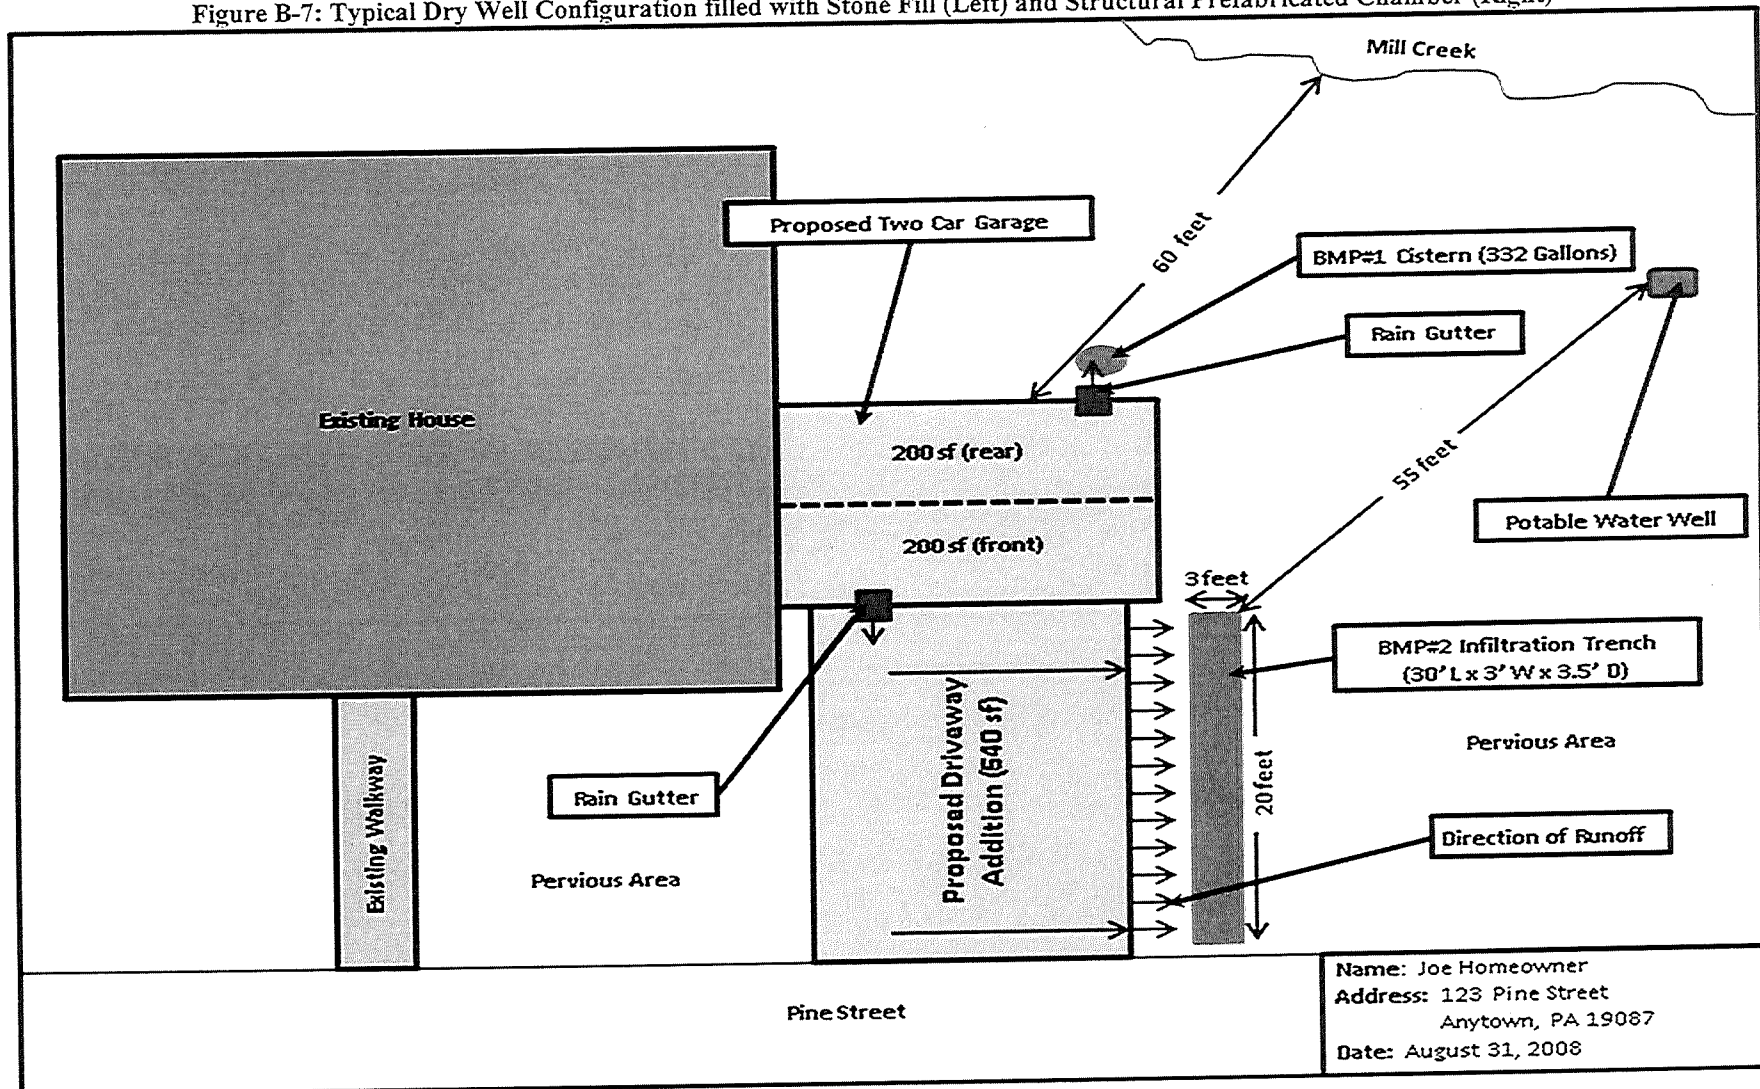 Figure B-7: Typical Dry Well Configuration filled with Stone Fill (Left) and Structural Prefabricated Chamber (Right)
Mill Creek
Proposed Two Car Garage
60 feet
BMP#1 Cistern (332 Gallons)
Rain Gutter
Existing House
200 sf (rear)
55 feet
Potable Water Well
200 sf (front)
3 feet
BMP#2 Infiltration Trench
(30' L x 3' W x 3.5' D)
Proposed Driveway
Addition (640 sf)
Pervious Area
20 feet
Rain Gutter
Existing Walkway
Direction of Runoff
Pervious Area
Pine Street
Name: Joe Homeowner
Address: 123 Pine Street
Anytown, PA 19087
Date: August 31, 2008